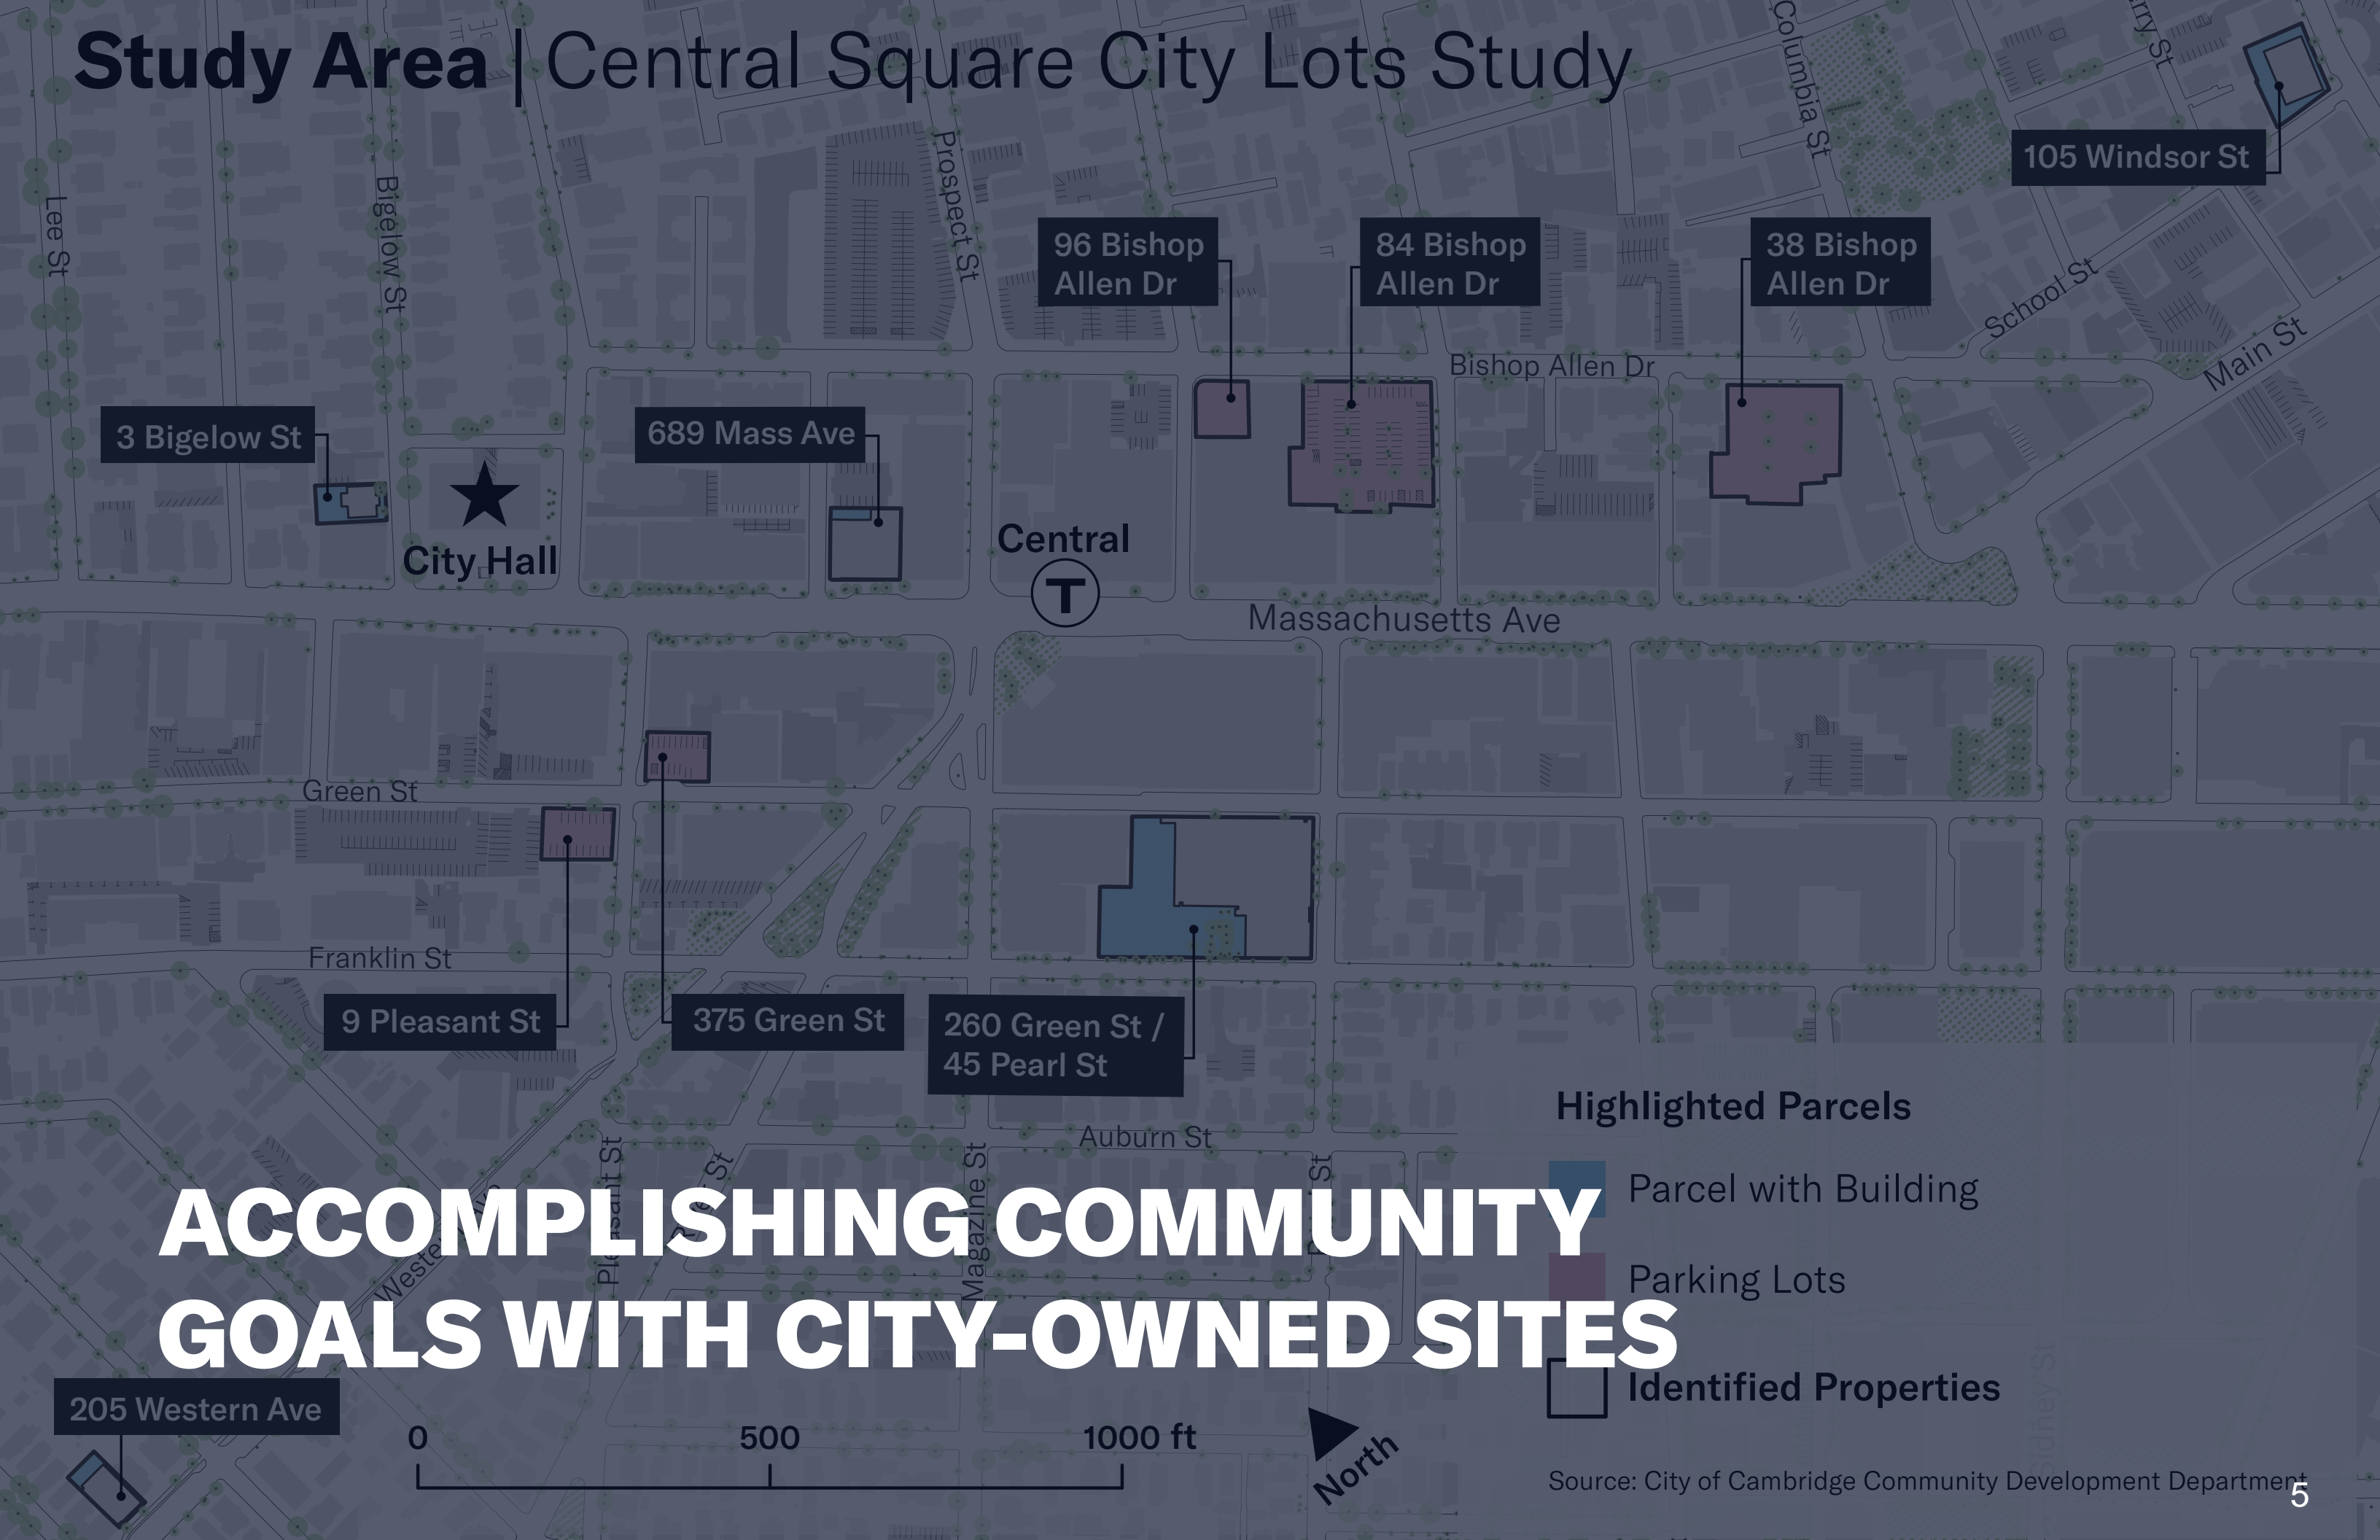 Study Area | Central Square City Lots Study
Columbia St
105 Windsor St
Prospect St
Lee St
Bigelow St
96 Bishop
Allen Dr
84 Bishop
Allen Dr
38 Bishop
Allen Dr
School St
Main St
Bishop Allen Dr
3 Bigelow St
689 Mass Ave
City Hall
Central
T
Massachusetts Ave
Green St
Franklin St
9 Pleasant St
375 Green St
260 Green St /
45 Pearl St
Auburn St
Pleasant St
Magazine St
Highlighted Parcels
Parcel with Building
Parking Lots
Identified Properties
ACCOMPLISHING COMMUNITY
GOALS WITH CITY-OWNED SITES
Western
205 Western Ave
0 500 1000 ft
North
Sidney St
Source: City of Cambridge Community Development Department
5